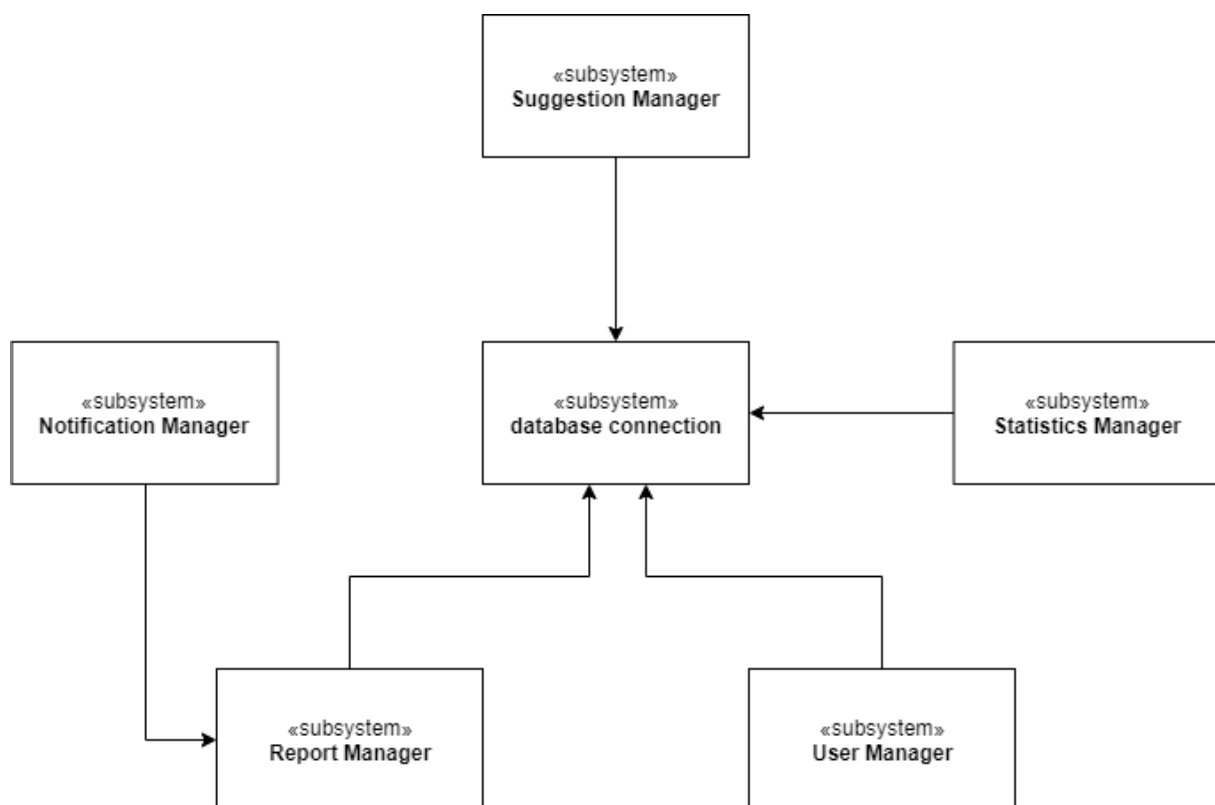 «subsystem»
Suggestion Manager
«subsystem»
Notification Manager
«subsystem»
database connection
«subsystem»
Statistics Manager
«subsystem»
Report Manager
«subsystem»
User Manager